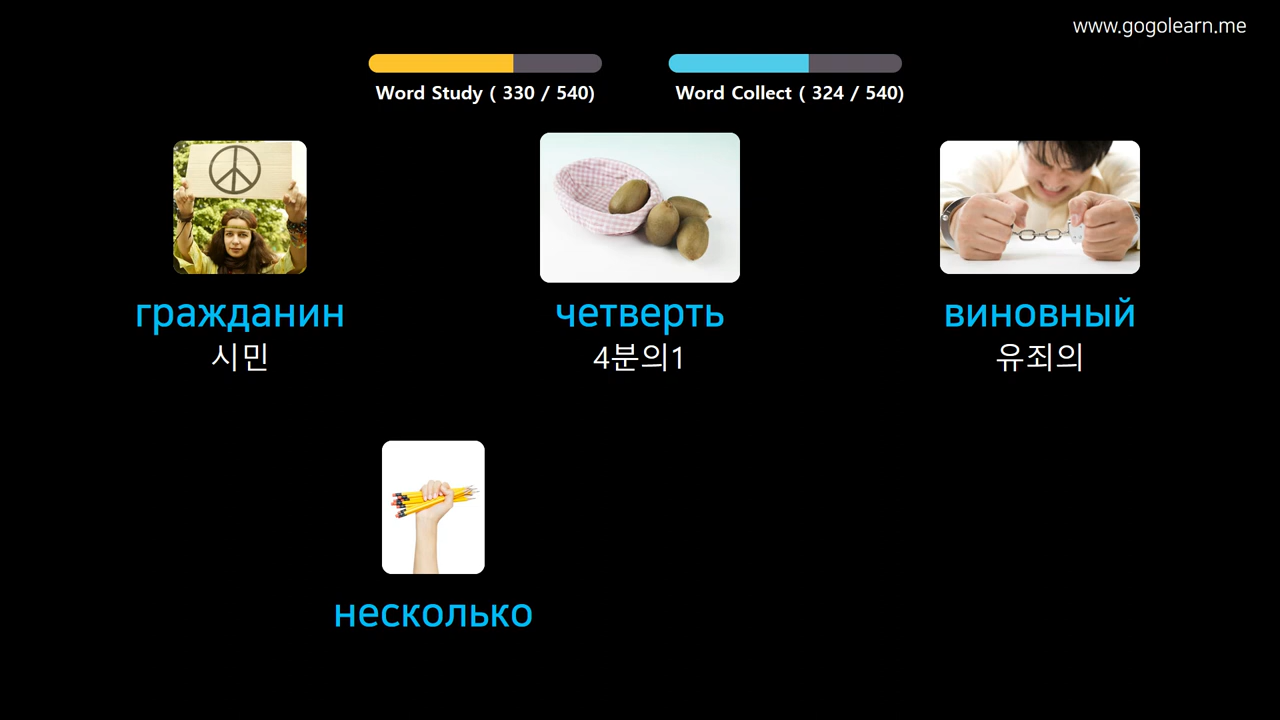 www.gogolearn.me
Word Study ( 330 / 540)
Word Collect ( 324 / 540)
гражданин
시민
четверть
4분의1
виновный
유죄의
несколько